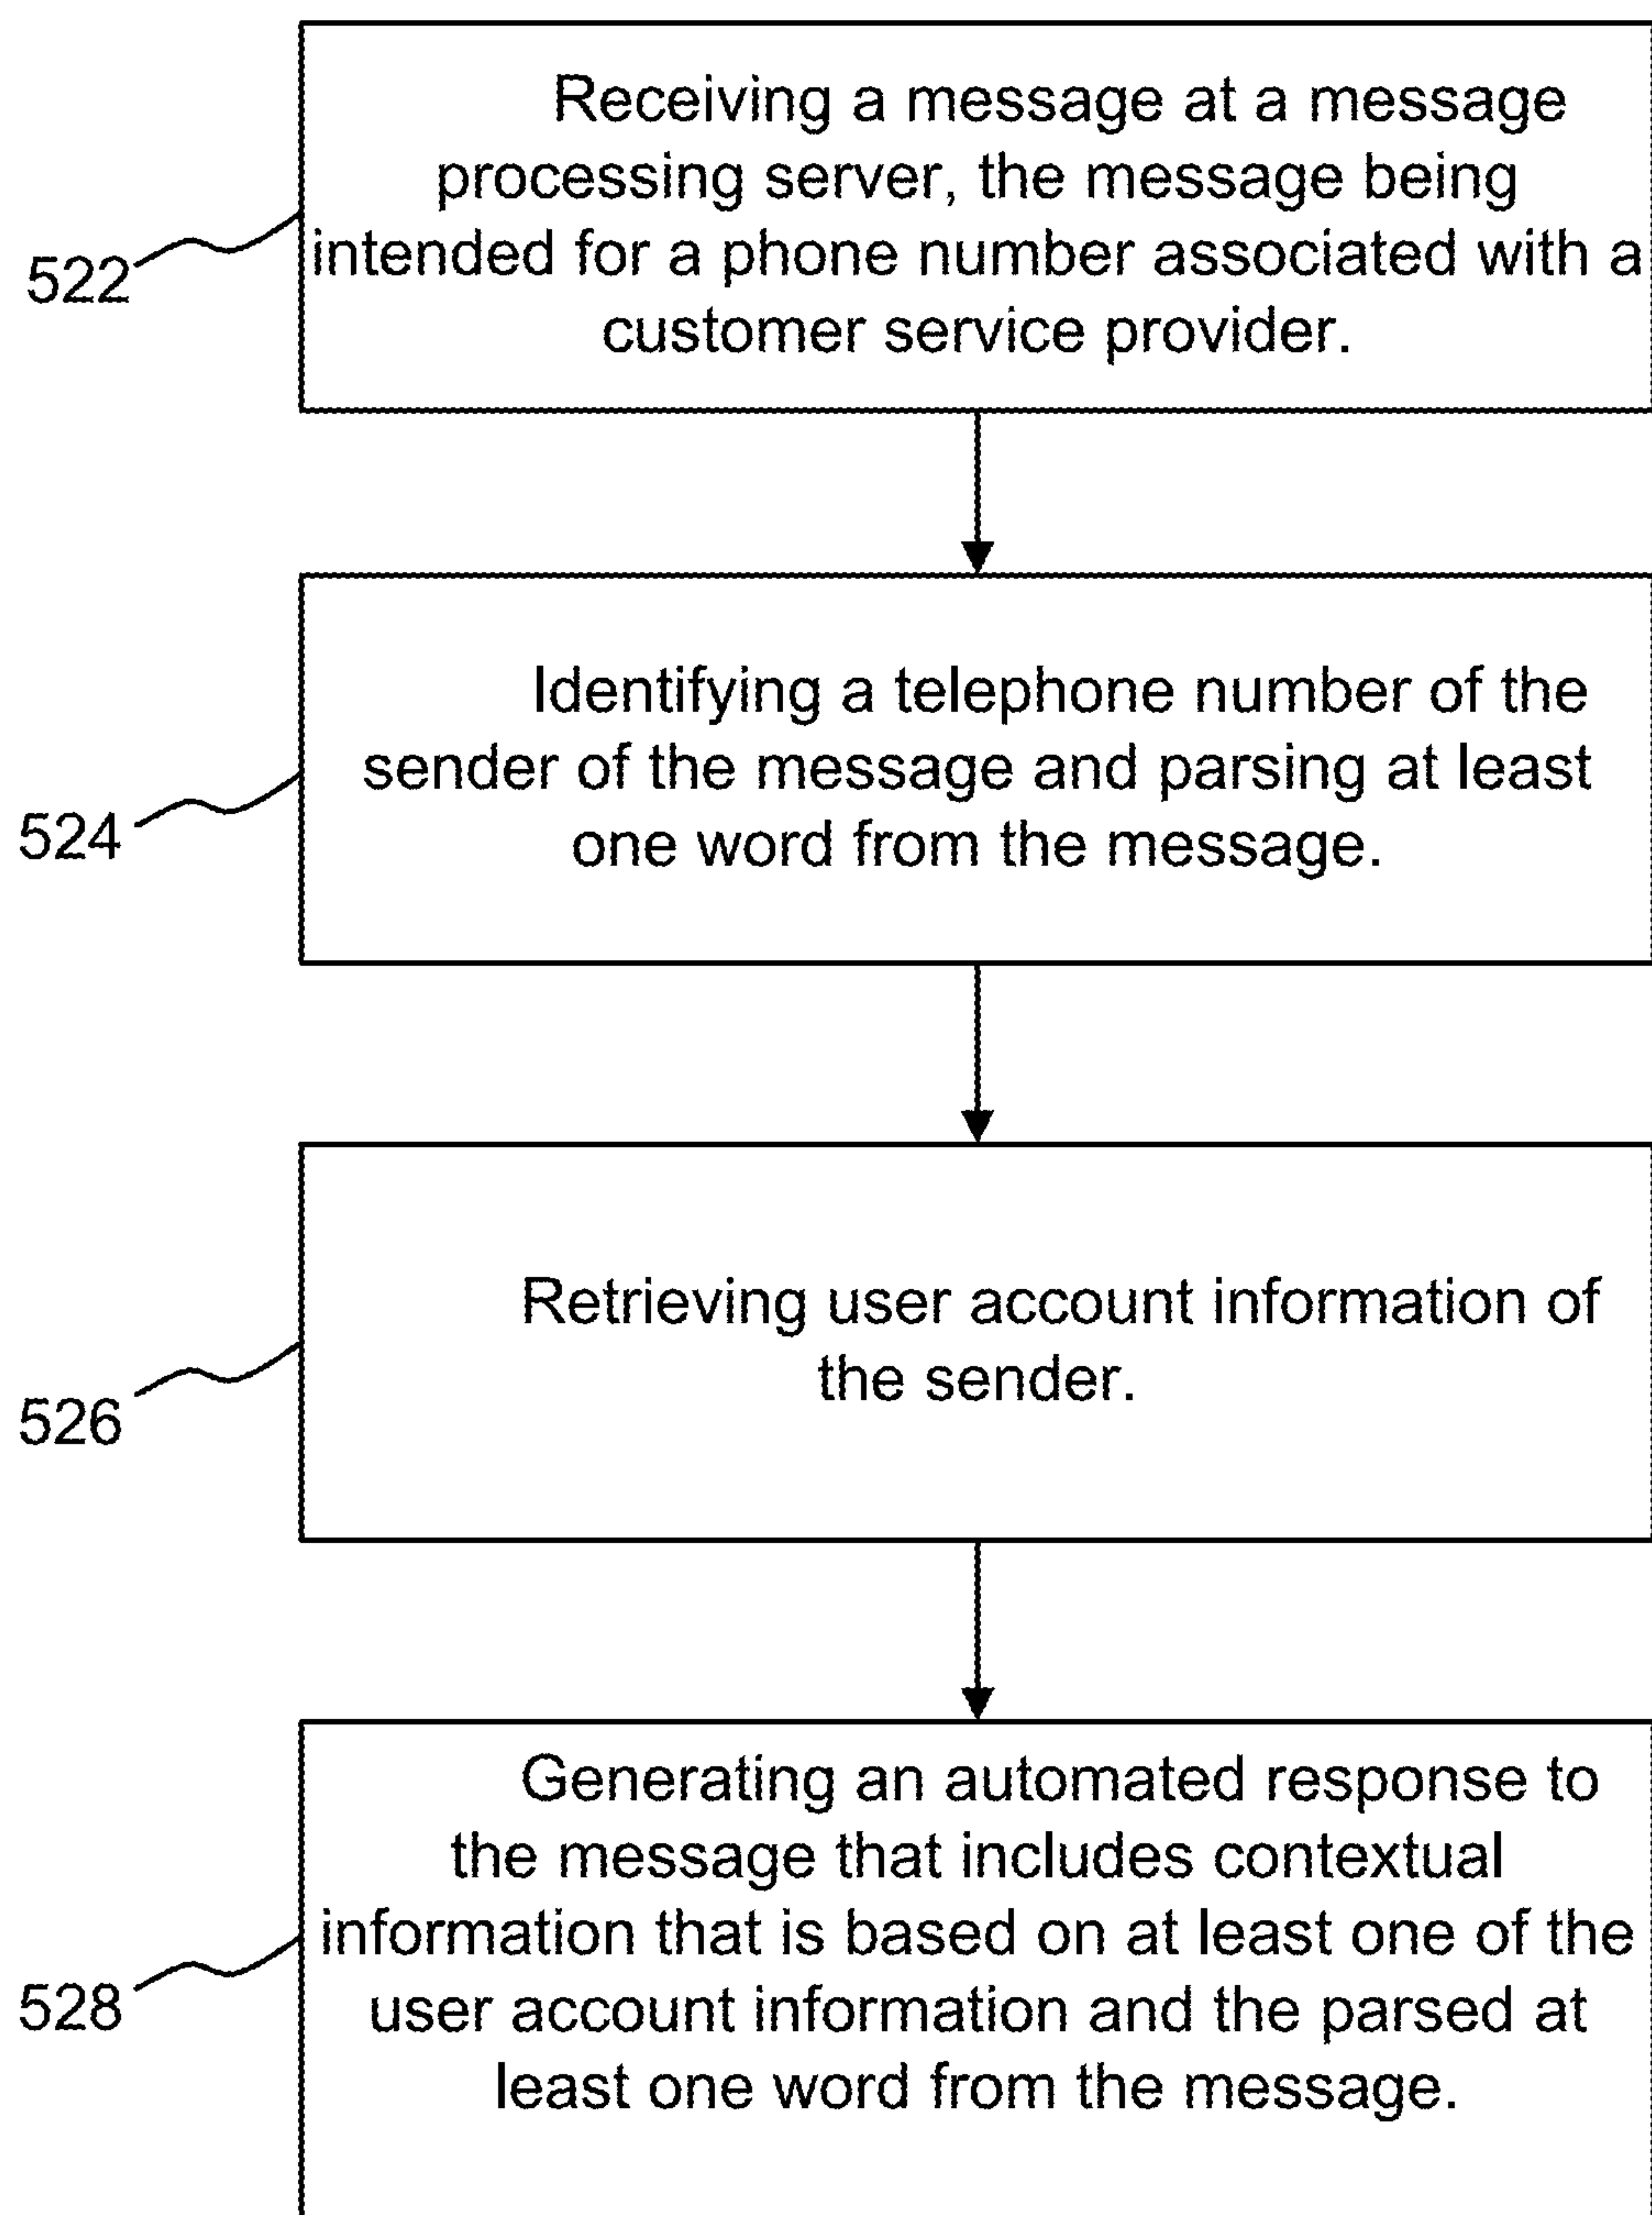 Receiving a message at a message
processing server, the message being
intended for a phone number associated with a
customer service provider.
522
Identifying a telephone number of the
sender of the message and parsing at least
one word from the message.
524
Retrieving user account information of
the sender.
526
Generating an automated response to
the message that includes contextual
information that is based on at least one of the
user account information and the parsed at
least one word from the message.
528